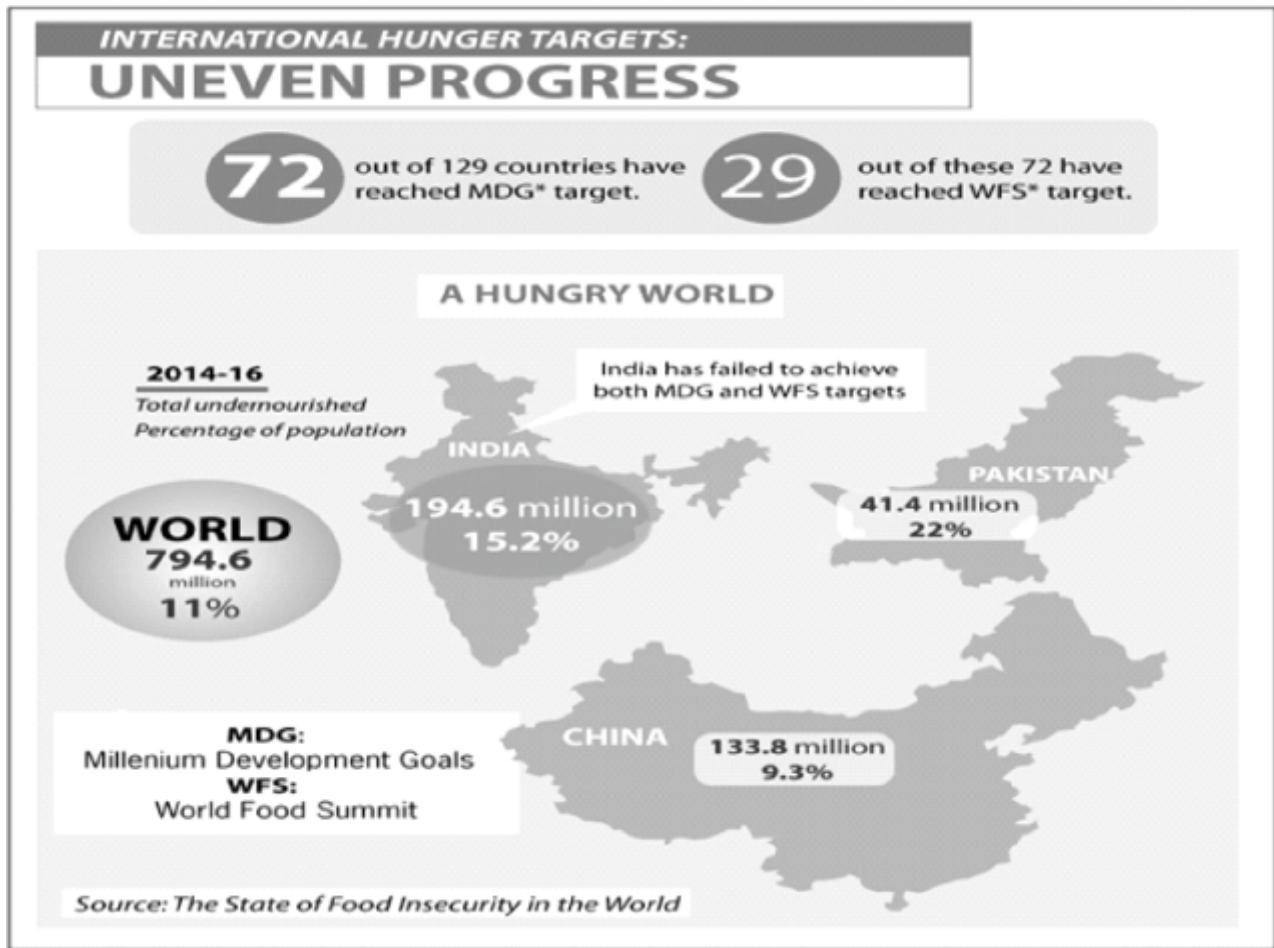 INTERNATIONAL HUNGER TARGETS:
UNEVEN PROGRESS
72
out of 129 countries have
reached MDG* target.
29
out of these 72 have
reached WFS* target.
A HUNGRY WORLD
2014-16
Total undernourished
Percentage of population
India has failed to achieve
both MDG and WFS targets
INDIA
194.6 million
15.2%
PAKISTAN
41.4 million
22%
WORLD
794.6
million
11%
CHINA
133.8 million
9.3%
MDG:
Millenium Development Goals
WFS:
World Food Summit
Source: The State of Food Insecurity in the World